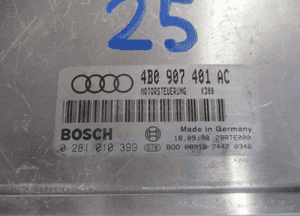 25
4B0 907 401 AC
MOTORSTEUERUNG
BOSCH
Made in Germany
0 281 010 399